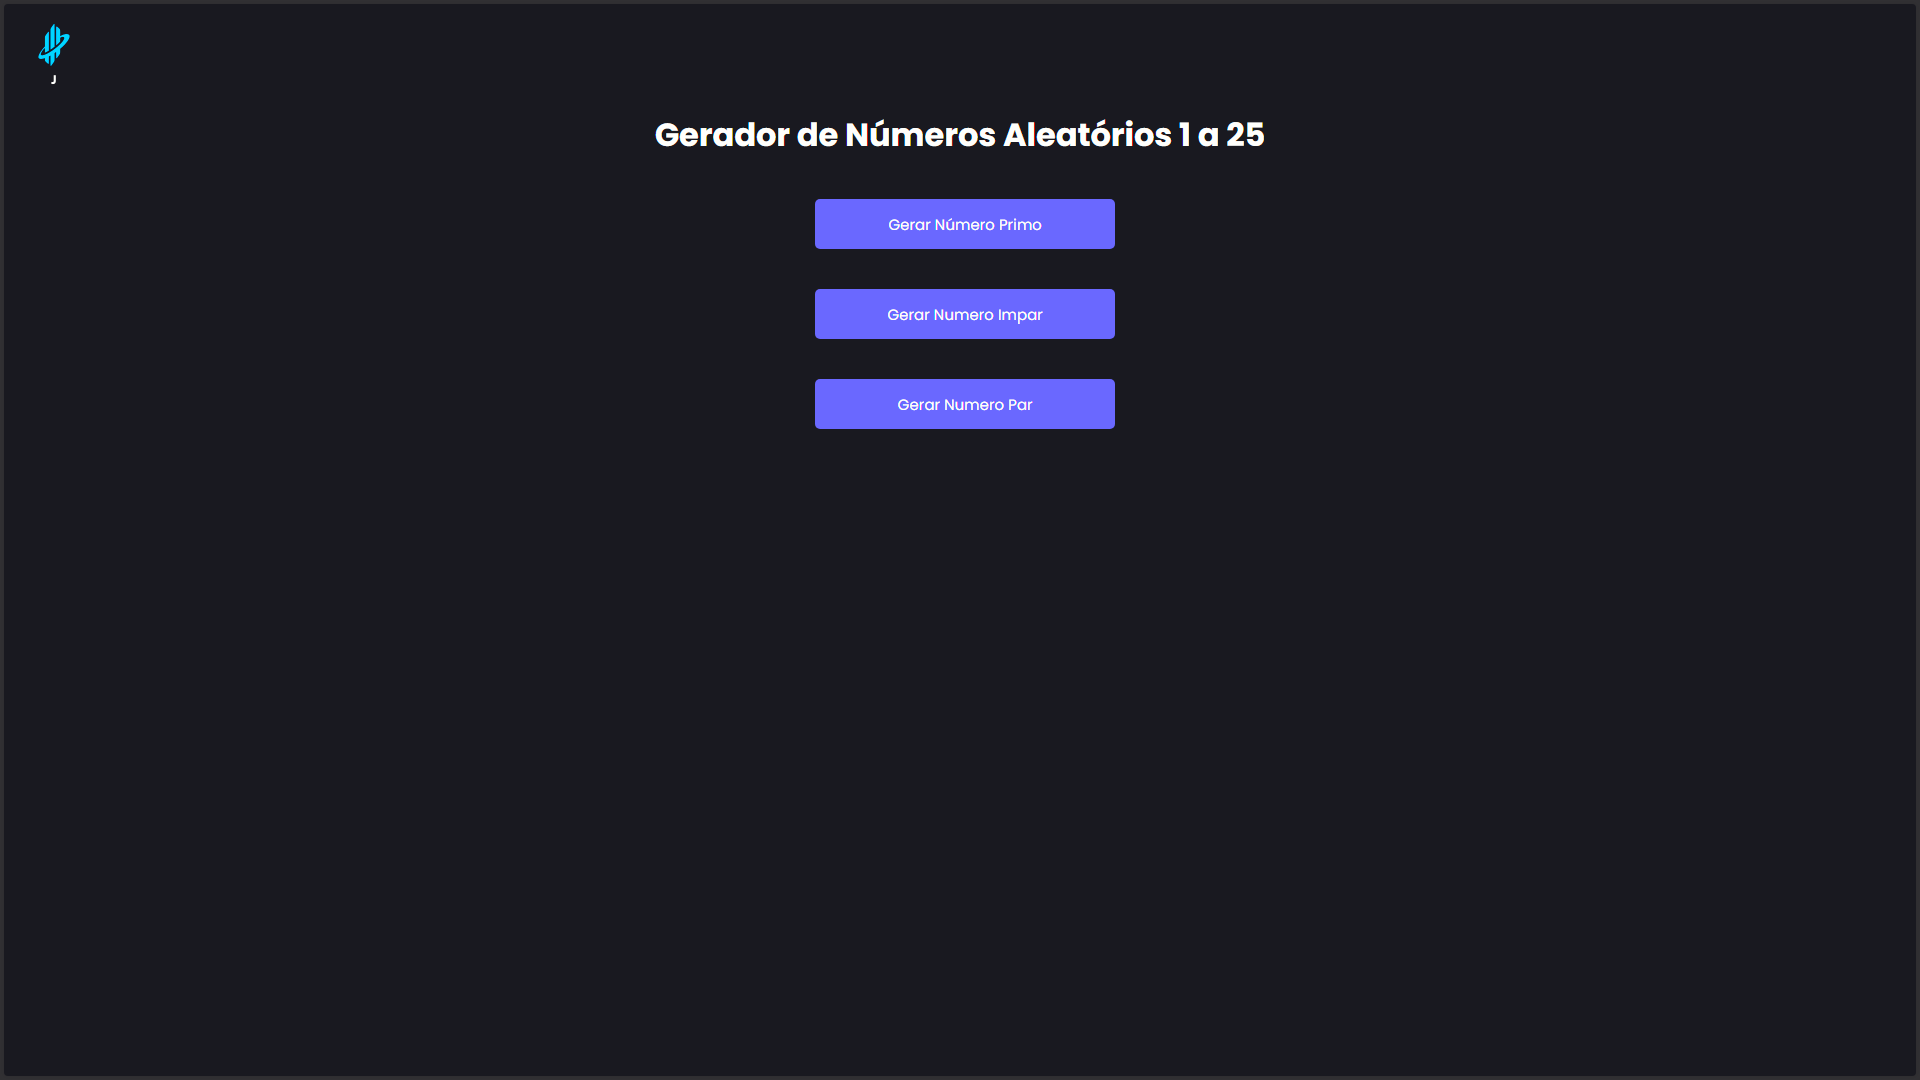 J
Gerador de Números Aleatórios 1 a 25
Gerar Número Primo
Gerar Numero Impar
Gerar Numero Par